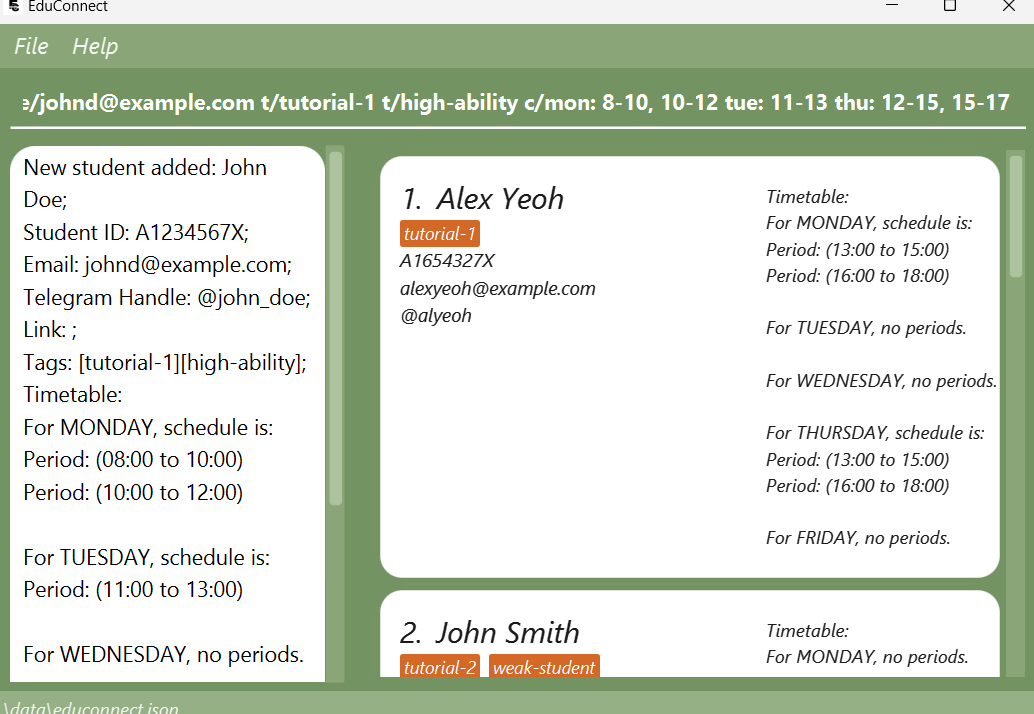 EduConnect
File Help
e/johnd@example.com t/tutorial-1 t/high-ability c/mon: 8-10, 10-12 tue: 11-13 thu: 12-15, 15-17
New student added: John
Doe;
Student ID: A1234567X;
Email: johnd@example.com;
Telegram Handle: @john_doe;
Link: ;
Tags: [tutorial-1][high-ability];
Timetable:
For MONDAY, schedule is:
Period: (08:00 to 10:00)
Period: (10:00 to 12:00)
For TUESDAY, schedule is:
Period: (11:00 to 13:00)
For WEDNESDAY, no periods.
1. Alex Yeoh
tutorial-1
A1654327X
alexyeoh@example.com
@alyeoh
Timetable:
For MONDAY, schedule is:
Period: (13:00 to 15:00)
Period: (16:00 to 18:00)
For TUESDAY, no periods.
For WEDNESDAY, no periods.
For THURSDAY, schedule is:
Period: (13:00 to 15:00)
Period: (16:00 to 18:00)
For FRIDAY, no periods.
2. John Smith
tutorial-2 weak-student
Timetable:
For MONDAY, no periods.
\data\educonnect.json